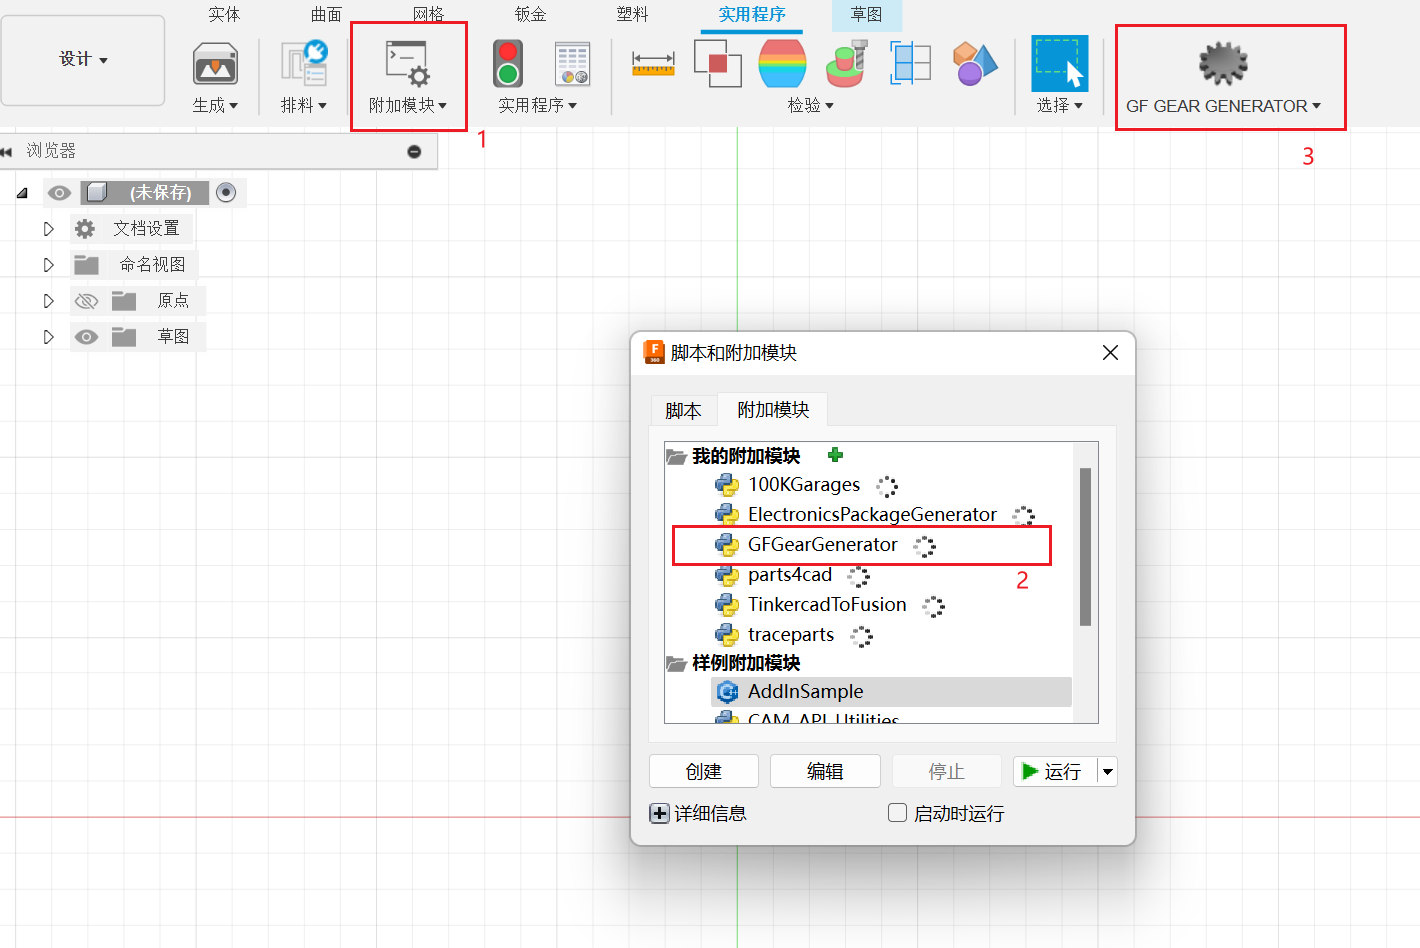 实体 曲面 网格 钣金 塑料 实用程序 草图
设计
生成 排料 附加模块 实用程序 检验 选择 GF GEAR GENERATOR
1
3
浏览器
(未保存)
文档设置
命名视图
原点
草图
F
360
脚本和附加模块
脚本 附加模块
我的附加模块
100KGarages
ElectronicsPackageGenerator
GFGearGenerator
2
parts4cad
TinkercadToFusion
traceparts
样例附加模块
AddInSample
CAM_API_Utilities
创建 编辑 停止 运行
详细信息 启动时运行